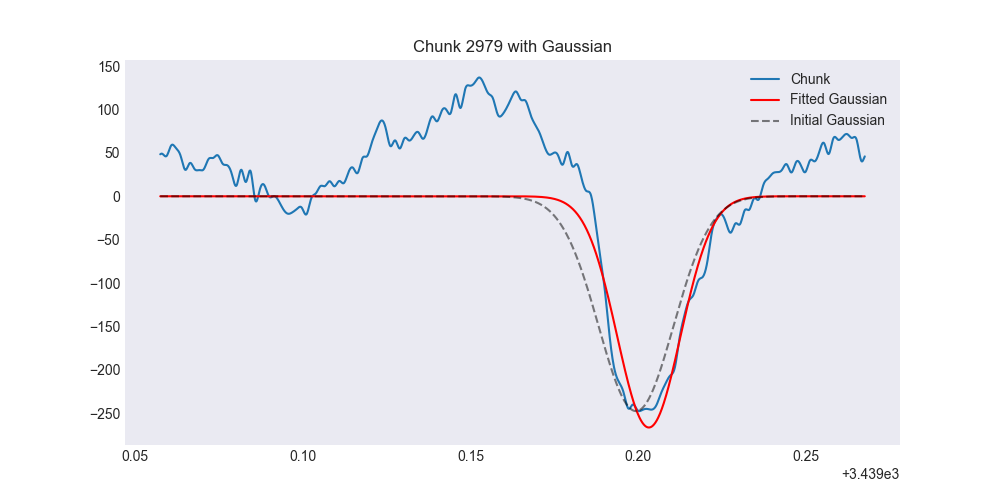 Chunk 2979 with Gaussian
Chunk
Fitted Gaussian
Initial Gaussian
150
100
50
0
−50
−100
−150
−200
−250
0.05 0.10 0.15 0.20 0.25
+3.439e3